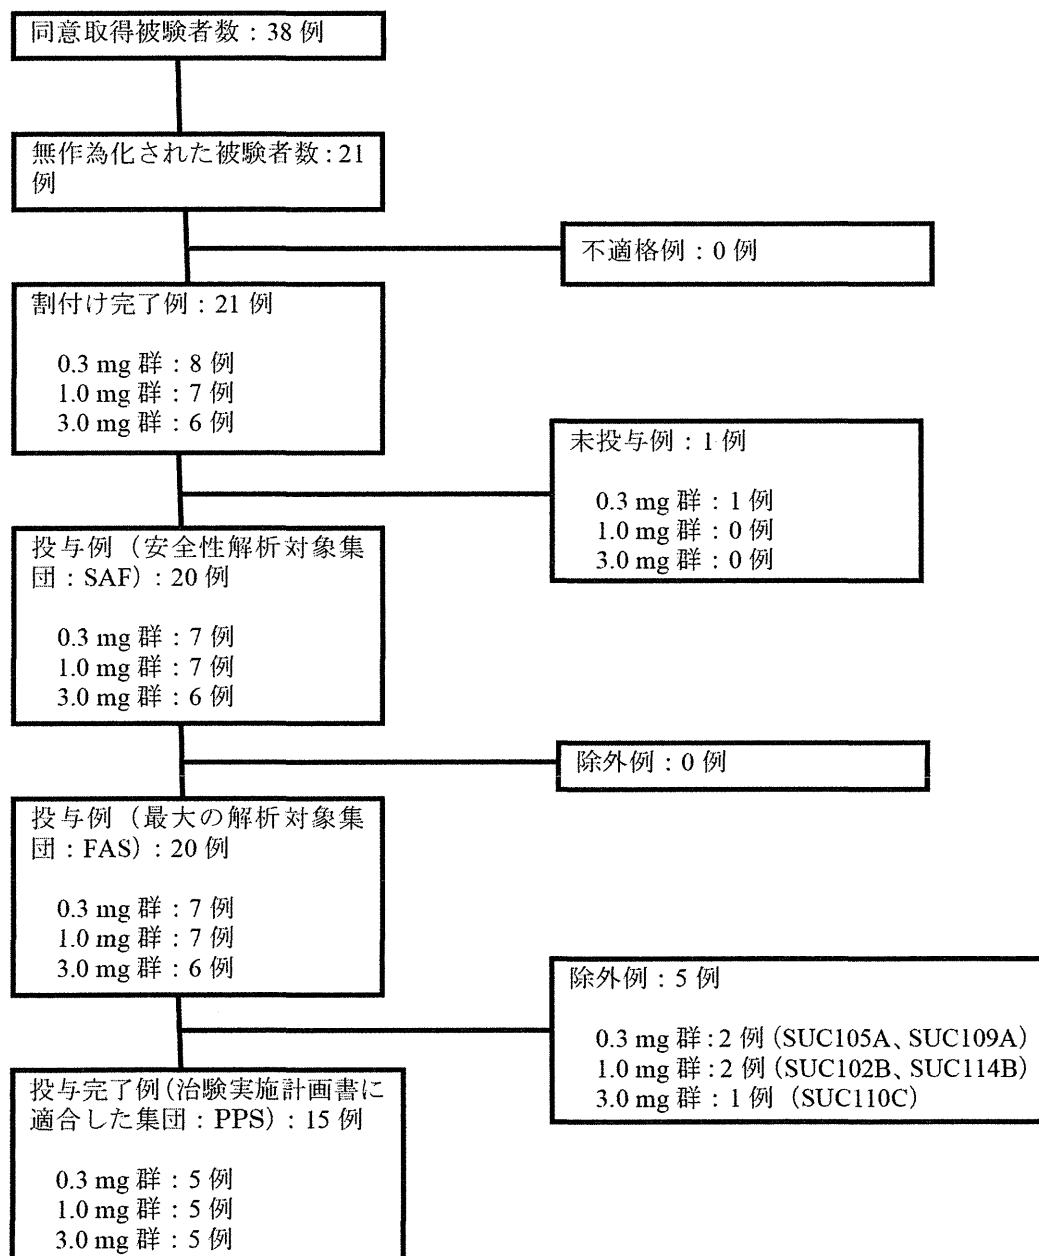 同意取得被験者数：38 例
無作為化された被験者数：21
例
不適格例：0 例
割付け完了例：21 例
0.3 mg 群：8 例
1.0 mg 群：7 例
3.0 mg 群：6 例
未投与例：1 例
0.3 mg 群：1 例
1.0 mg 群：0 例
3.0 mg 群：0 例
投与例（安全性解析対象集
団：SAF）：20 例
0.3 mg 群：7 例
1.0 mg 群：7 例
3.0 mg 群：6 例
除外例：0 例
投与例（最大の解析対象集
団：FAS）：20 例
0.3 mg 群：7 例
1.0 mg 群：7 例
3.0 mg 群：6 例
除外例：5 例
0.3 mg 群：2 例（SUC105A、SUC109A）
1.0 mg 群：2 例（SUC102B、SUC114B）
3.0 mg 群：1 例（SUC110C）
投与完了例（治験実施計画書に
適合した集団：PPS）：15 例
0.3 mg 群：5 例
1.0 mg 群：5 例
3.0 mg 群：5 例